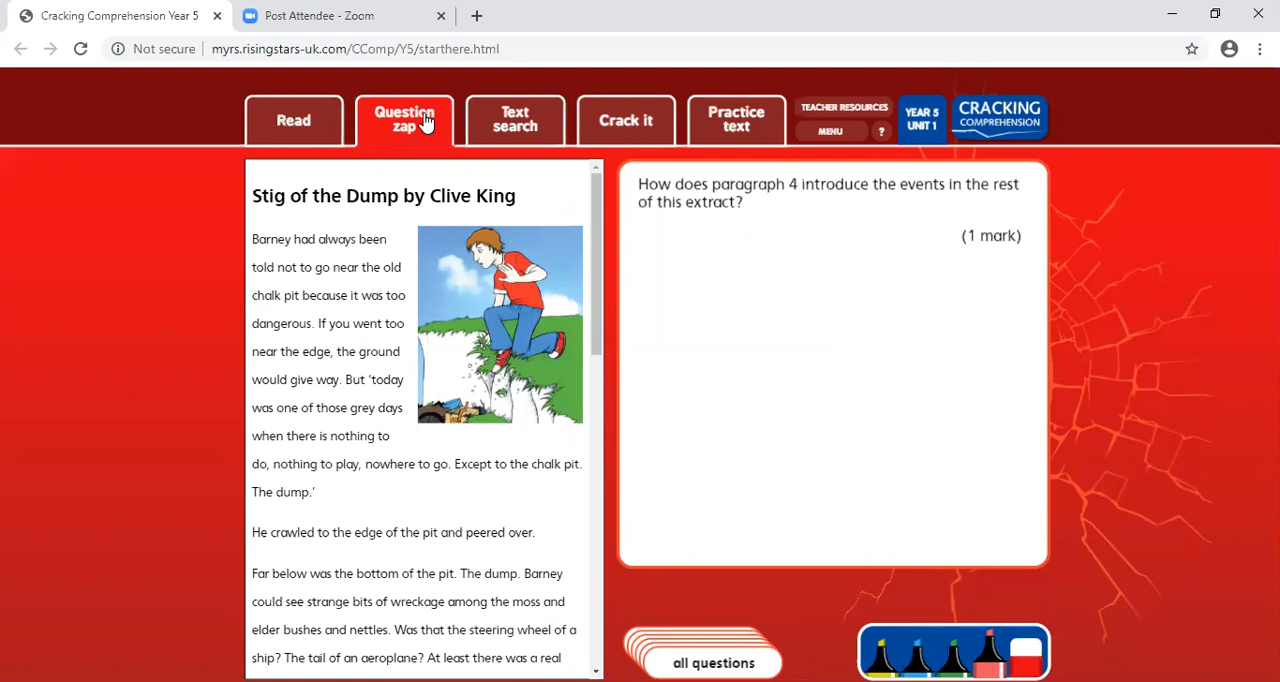 Cracking Comprehension Year 5
Post Attendee - Zoom
Not secure
myrs.risingstars-uk.com/CComp/Y5/starthere.html
Read
Question
zap
Text
search
Crack it
Practice
text
TEACHER RESOURCES
MENU
?
YEAR 5
UNIT 1
CRACKING
COMPREHENSION
Stig of the Dump by Clive King
Barney had always been
told not to go near the old
chalk pit because it was too
dangerous. If you went too
near the edge, the ground
would give way. But ‘today
was one of those grey days
when there is nothing to
do, nothing to play, nowhere to go. Except to the chalk pit.
The dump.’
He crawled to the edge of the pit and peered over.
Far below was the bottom of the pit. The dump. Barney
could see strange bits of wreckage among the moss and
elder bushes and nettles. Was that the steering wheel of a
ship? The tail of an aeroplane? At least there was a real
How does paragraph 4 introduce the events in the rest
of this extract?
(1 mark)
all questions